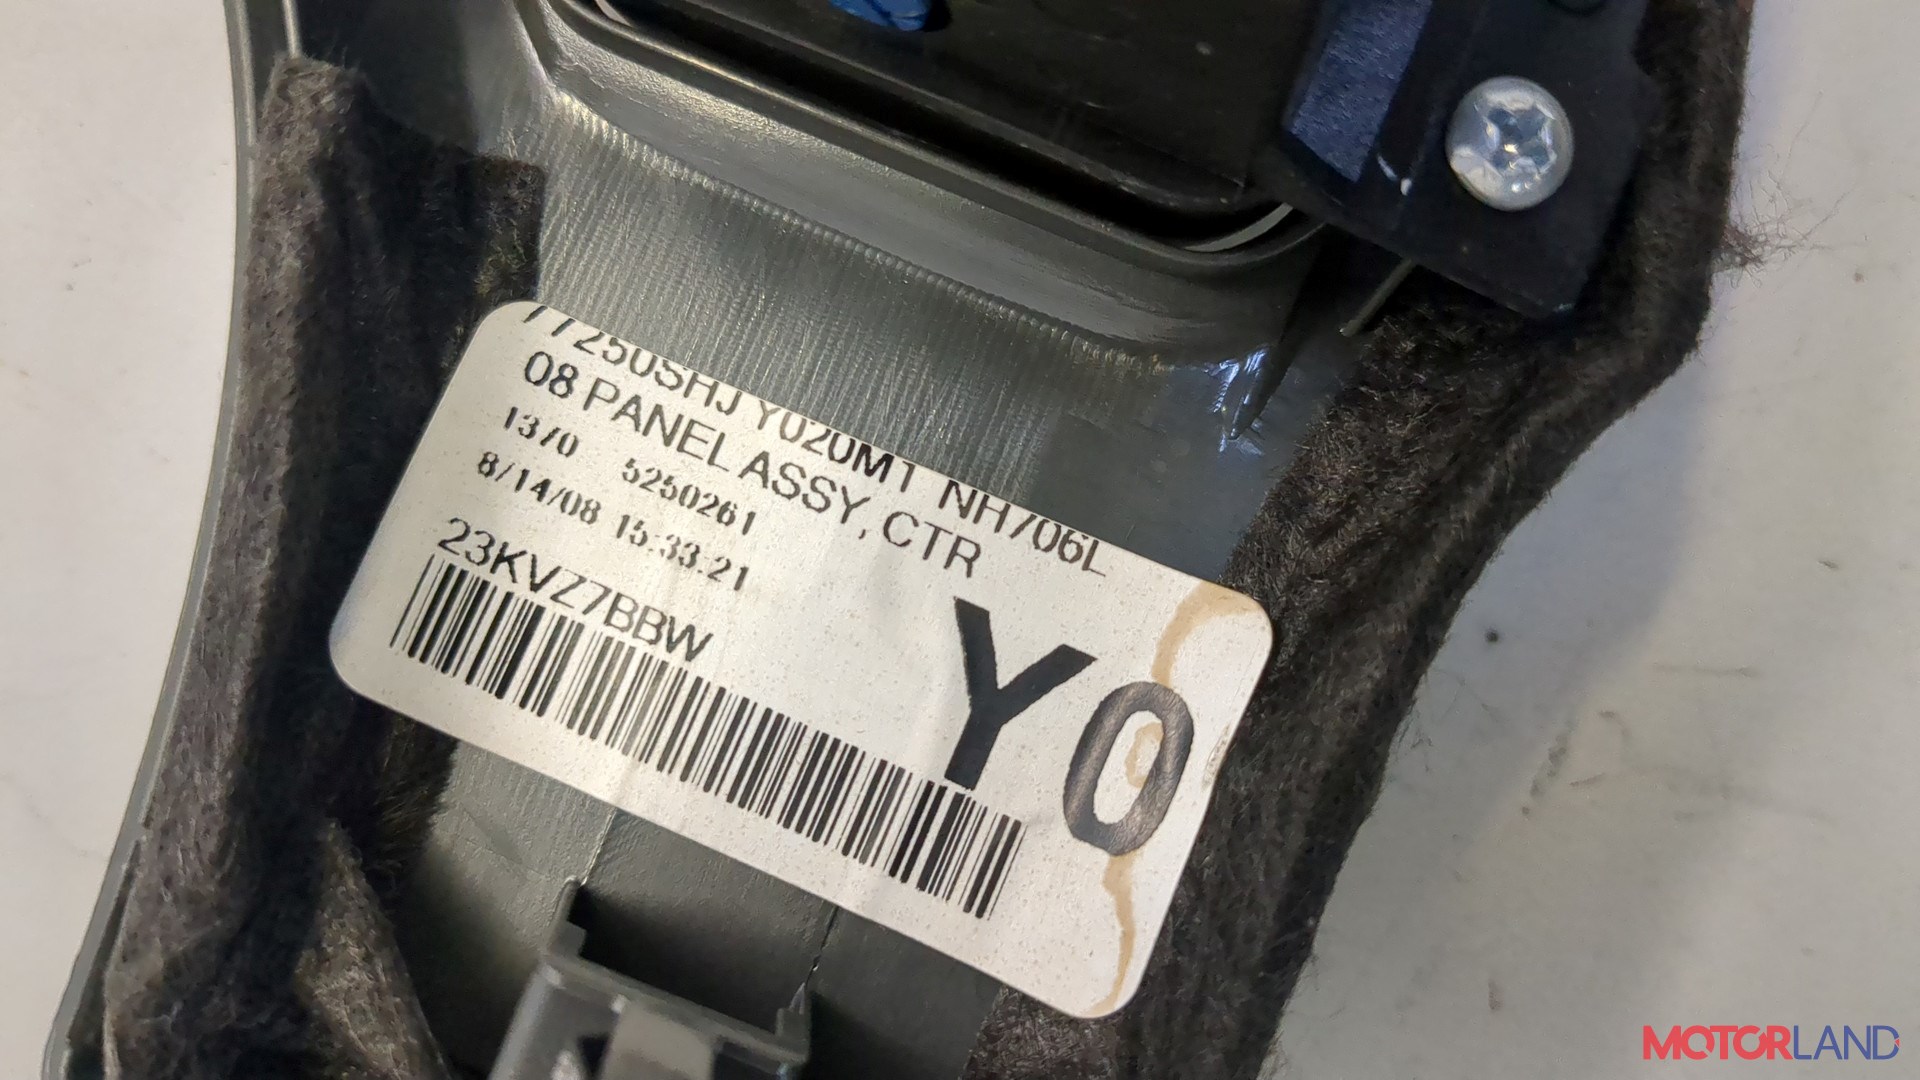 77250SHJ Y020M1 NH706L
08 PANEL ASSY, CTR
1370 5250261
8/14/08 15:33:21
23KVZ7BBW
Y0
MOTORLAND